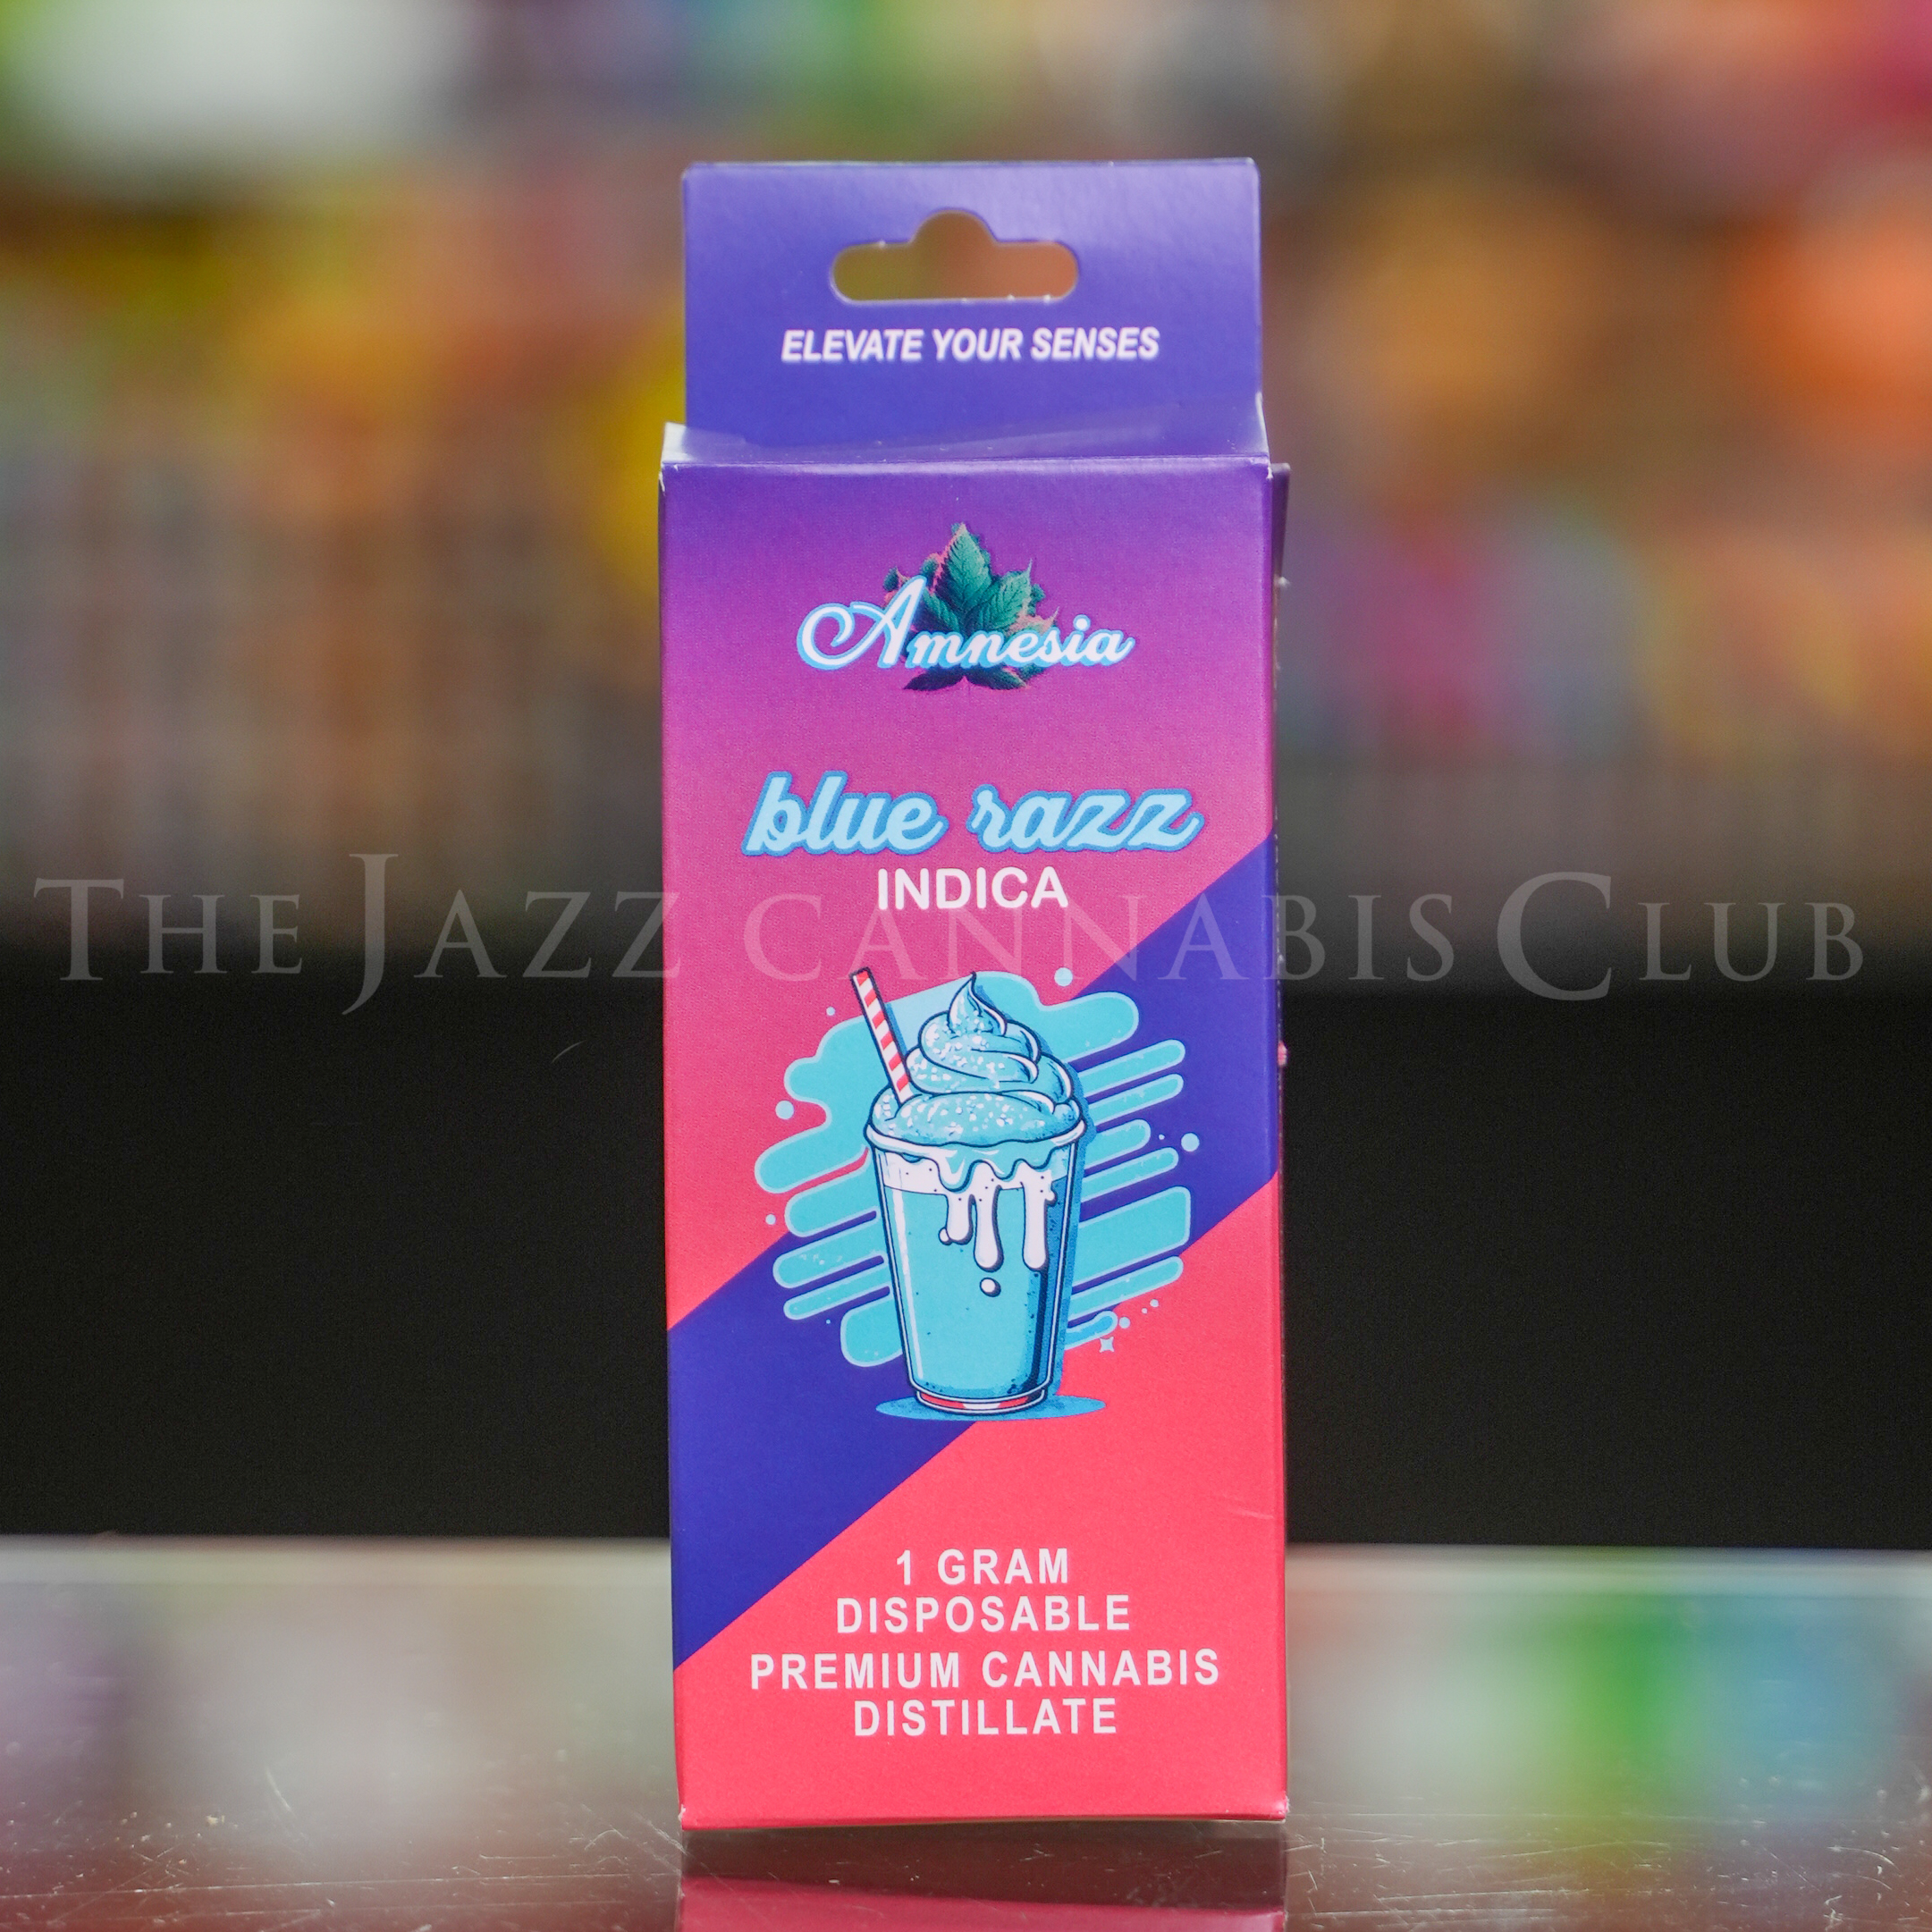 ELEVATE YOUR SENSES
Amnesia
blue razz
INDICA
THE JAZZ CANNABIS CLUB
1 GRAM
DISPOSABLE
PREMIUM CANNABIS
DISTILLATE